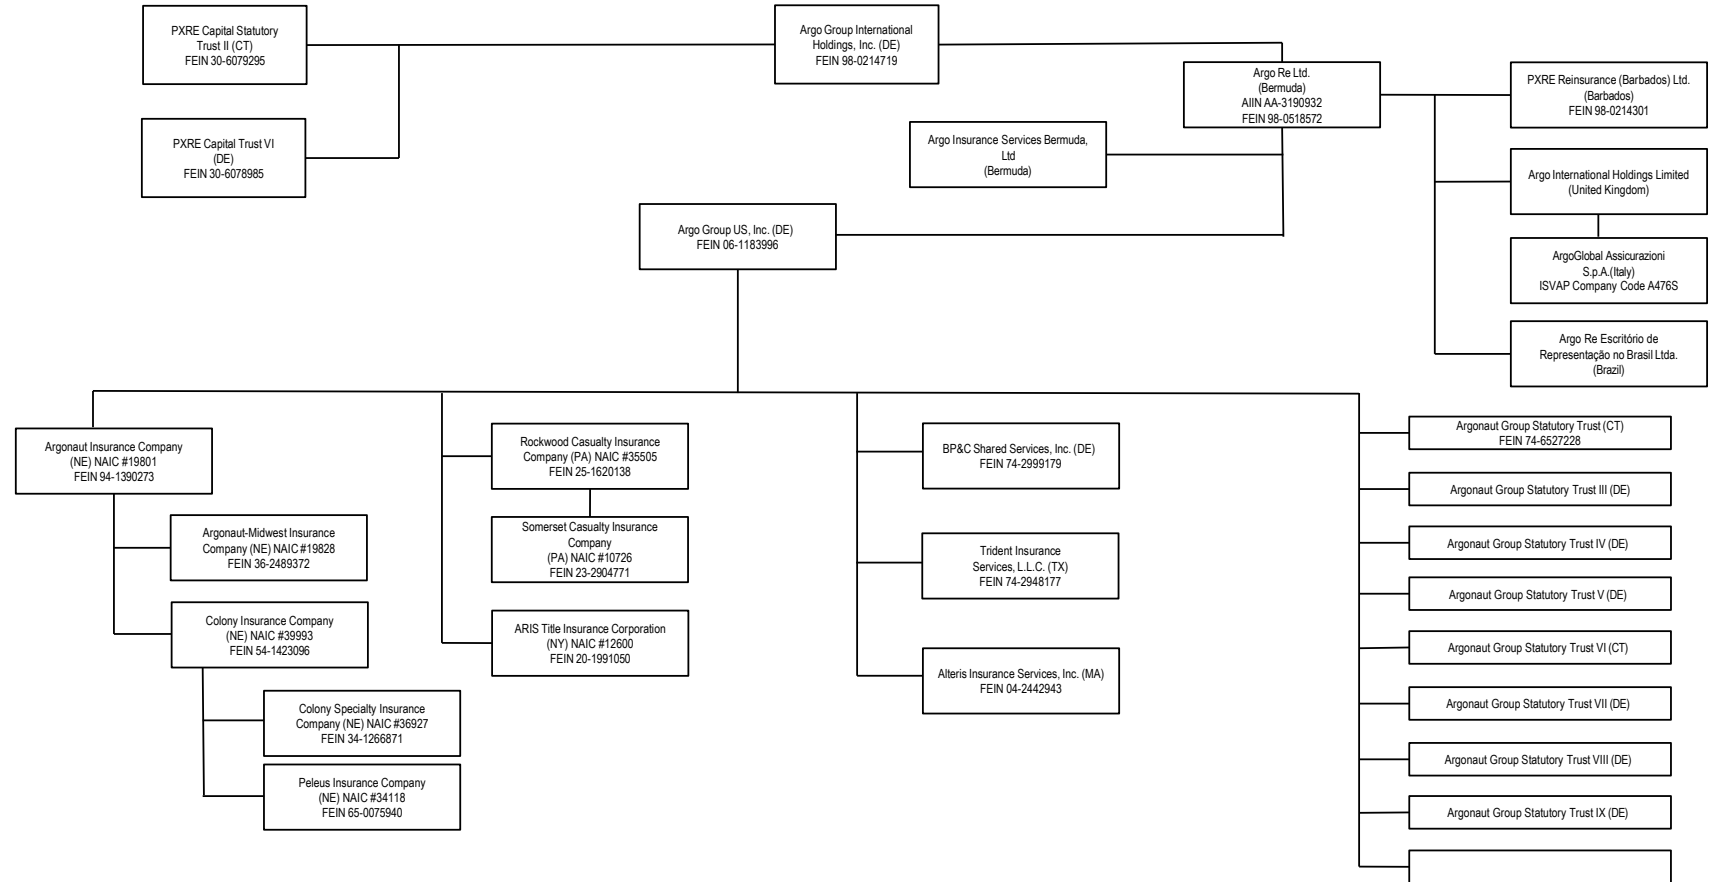 PXRE Capital Statutory
Trust II (CT)
FEIN 30-6079295
Argo Group International
Holdings, Inc. (DE)
FEIN 98-0214719
Argo Re Ltd.
(Bermuda)
AIIN AA-3190932
FEIN 98-0518572
PXRE Reinsurance (Barbados) Ltd.
(Barbados)
FEIN 98-0214301
PXRE Capital Trust VI
(DE)
FEIN 30-6078985
Argo Insurance Services Bermuda,
Ltd
(Bermuda)
Argo International Holdings Limited
(United Kingdom)
Argo Group US, Inc. (DE)
FEIN 06-1183996
ArgoGlobal Assicurazioni
S.p.A.(Italy)
ISVAP Company Code A476S
Argo Re Escritório de
Representação no Brasil Ltda.
(Brazil)
Argonaut Insurance Company
(NE) NAIC #19801
FEIN 94-1390273
Argonaut-Midwest Insurance
Company (NE) NAIC #19828
FEIN 36-2489372
Colony Insurance Company
(NE) NAIC #39993
FEIN 54-1423096
Colony Specialty Insurance
Company (NE) NAIC #36927
FEIN 34-1266871
Peleus Insurance Company
(NE) NAIC #34118
FEIN 65-0075940
Rockwood Casualty Insurance
Company (PA) NAIC #35505
FEIN 25-1620138
Somerset Casualty Insurance
Company
(PA) NAIC #10726
FEIN 23-2904771
ARIS Title Insurance Corporation
(NY) NAIC #12600
FEIN 20-1991050
BP&C Shared Services, Inc. (DE)
FEIN 74-2999179
Trident Insurance
Services, L.L.C. (TX)
FEIN 74-2948177
Alteris Insurance Services, Inc. (MA)
FEIN 04-2442943
Argonaut Group Statutory Trust (CT)
FEIN 74-6527228
Argonaut Group Statutory Trust III (DE)
Argonaut Group Statutory Trust IV (DE)
Argonaut Group Statutory Trust V (DE)
Argonaut Group Statutory Trust VI (CT)
Argonaut Group Statutory Trust VII (DE)
Argonaut Group Statutory Trust VIII (DE)
Argonaut Group Statutory Trust IX (DE)